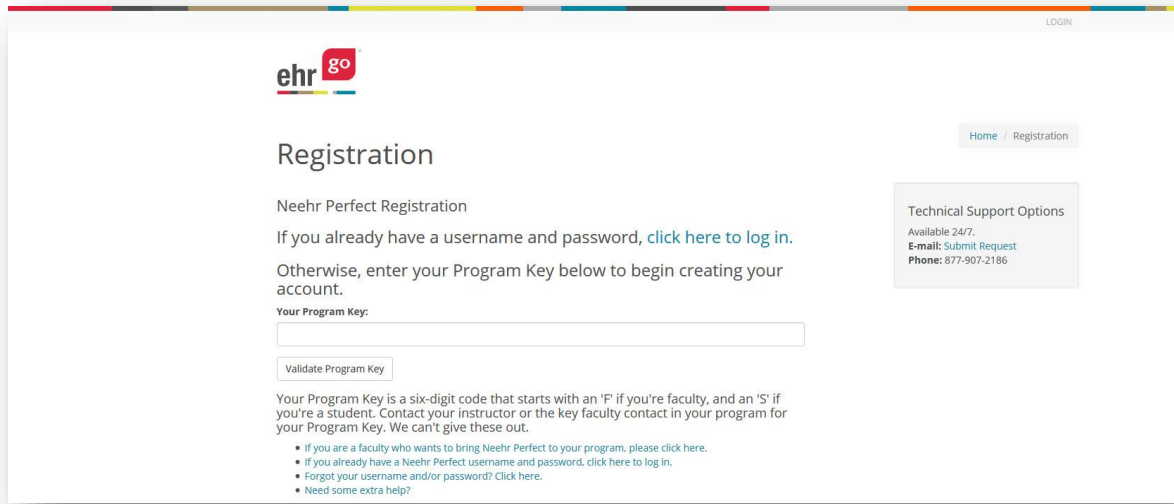 LOGIN
ehr go
Home / Registration
Registration
Neehr Perfect Registration
If you already have a username and password, click here to log in.
Otherwise, enter your Program Key below to begin creating your
account.
Your Program Key:
Validate Program Key
Your Program Key is a six-digit code that starts with an 'F' if you're faculty, and an 'S' if
you're a student. Contact your instructor or the key faculty contact in your program for
your Program Key. We can't give these out.
• If you are a faculty who wants to bring Neehr Perfect to your program, please click here.
• If you already have a Neehr Perfect username and password, click here to log in.
• Forgot your username and/or password? Click here.
• Need some extra help?
Technical Support Options
Available 24/7.
E-mail: Submit Request
Phone: 877-907-2186